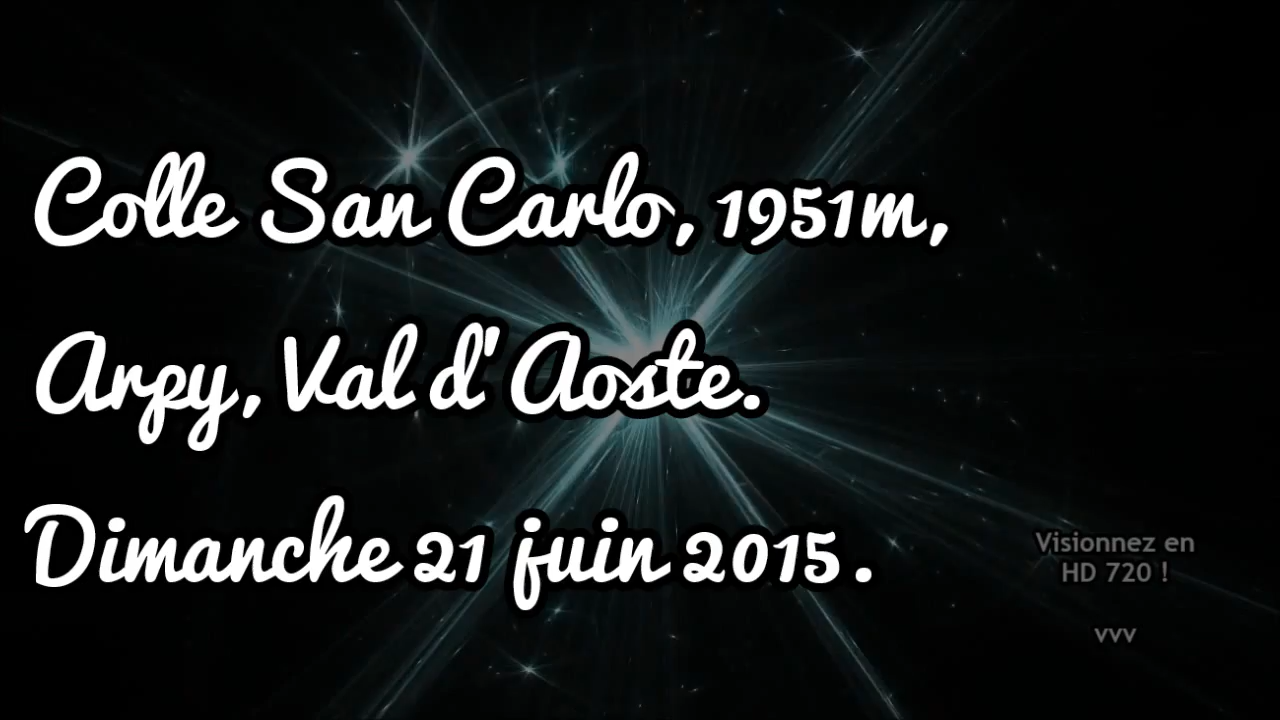 Colle San Carlo, 1951m,
Arpy, Val d'Aoste.
Dimanche 21 juin 2015.
Visionnez en
HD 720 !
vvv